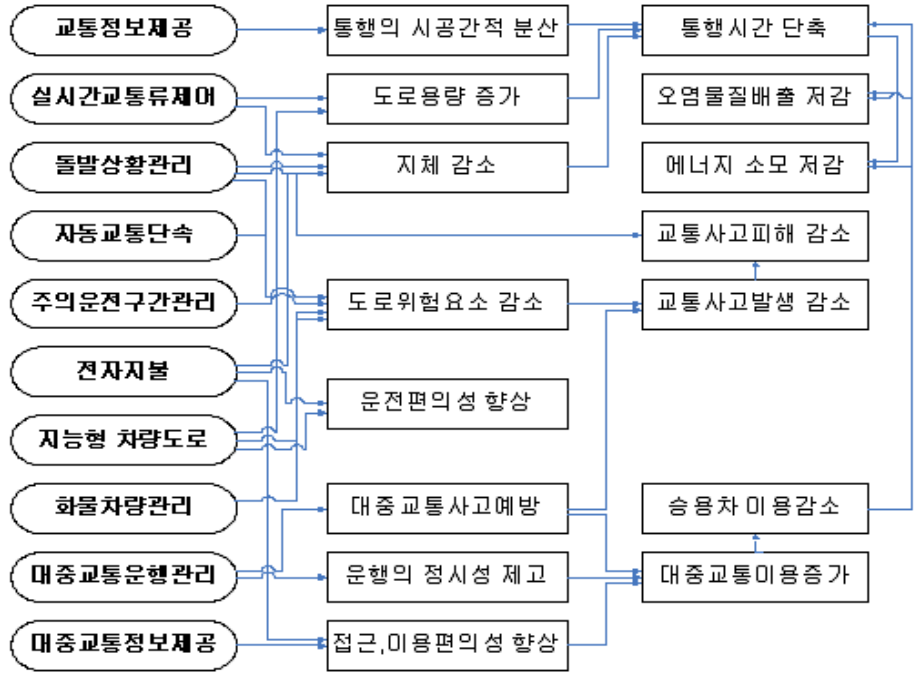 교통정보제공
통행의 시공간적 분산
통행시간 단축
실시간교통류제어
도로용량 증가
오염물질배출 저감
돌발상황관리
지체 감소
에너지 소모 저감
자동교통단속
교통사고피해 감소
주의운전구간관리
도로위험요소 감소
교통사고발생 감소
전자지불
운전편의성 향상
지능형 차량도로
화물차량관리
대중교통사고예방
승용차 이용감소
대중교통운행관리
운행의 정시성 제고
대중교통이용증가
대중교통정보제공
접근,이용편의성 향상